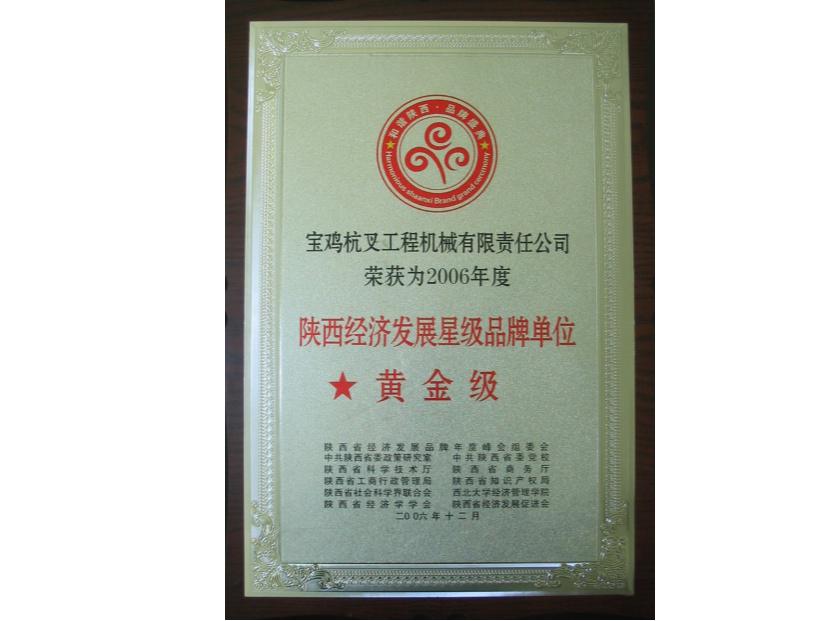 和谐陕西·品牌盛典
Harmonious shaanxi Brand grand ceremony
宝鸡杭叉工程机械有限责任公司
荣获为2006年度
陕西经济发展星级品牌单位
★黄金级
陕西省经济发展品牌年度峰会组委会
中共陕西省委政策研究室 中共陕西省委党校
陕西省科学技术厅 陕西省商务厅
陕西省工商行政管理局 陕西省知识产权局
陕西省社会科学界联合会 西北大学经济管理学院
陕西省经济学学会 陕西省经济发展促进会
二00六年十二月